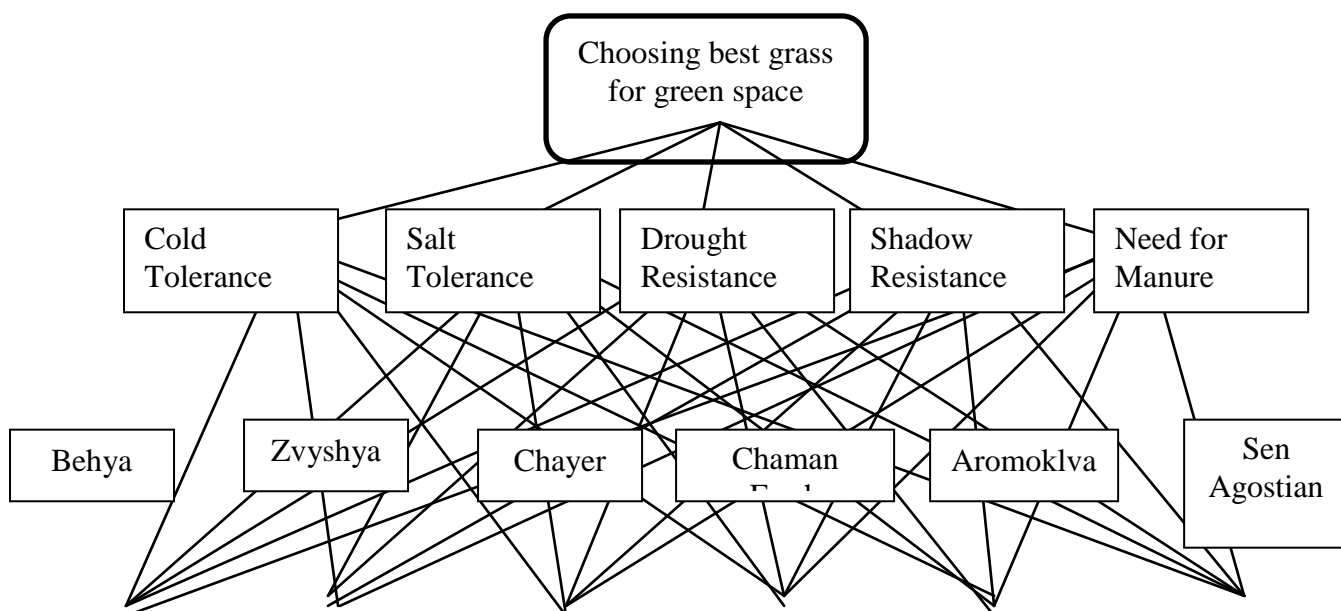 Choosing best grass
for green space
Cold
Tolerance
Salt
Tolerance
Drought
Resistance
Shadow
Resistance
Need for
Manure
Behya
Zvyshya
Chayer
Chaman
Aromoklva
Sen
Agostian